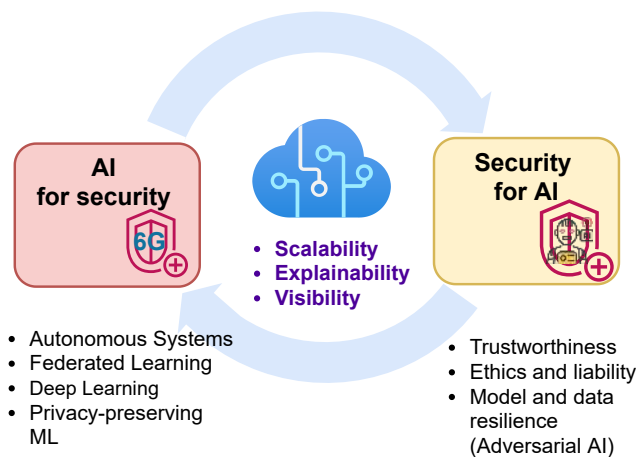 AI
for security
6G
Security
for AI
• Scalability
• Explainability
• Visibility
• Autonomous Systems
• Federated Learning
• Deep Learning
• Privacy-preserving
ML
• Trustworthiness
• Ethics and liability
• Model and data
resilience
(Adversarial AI)